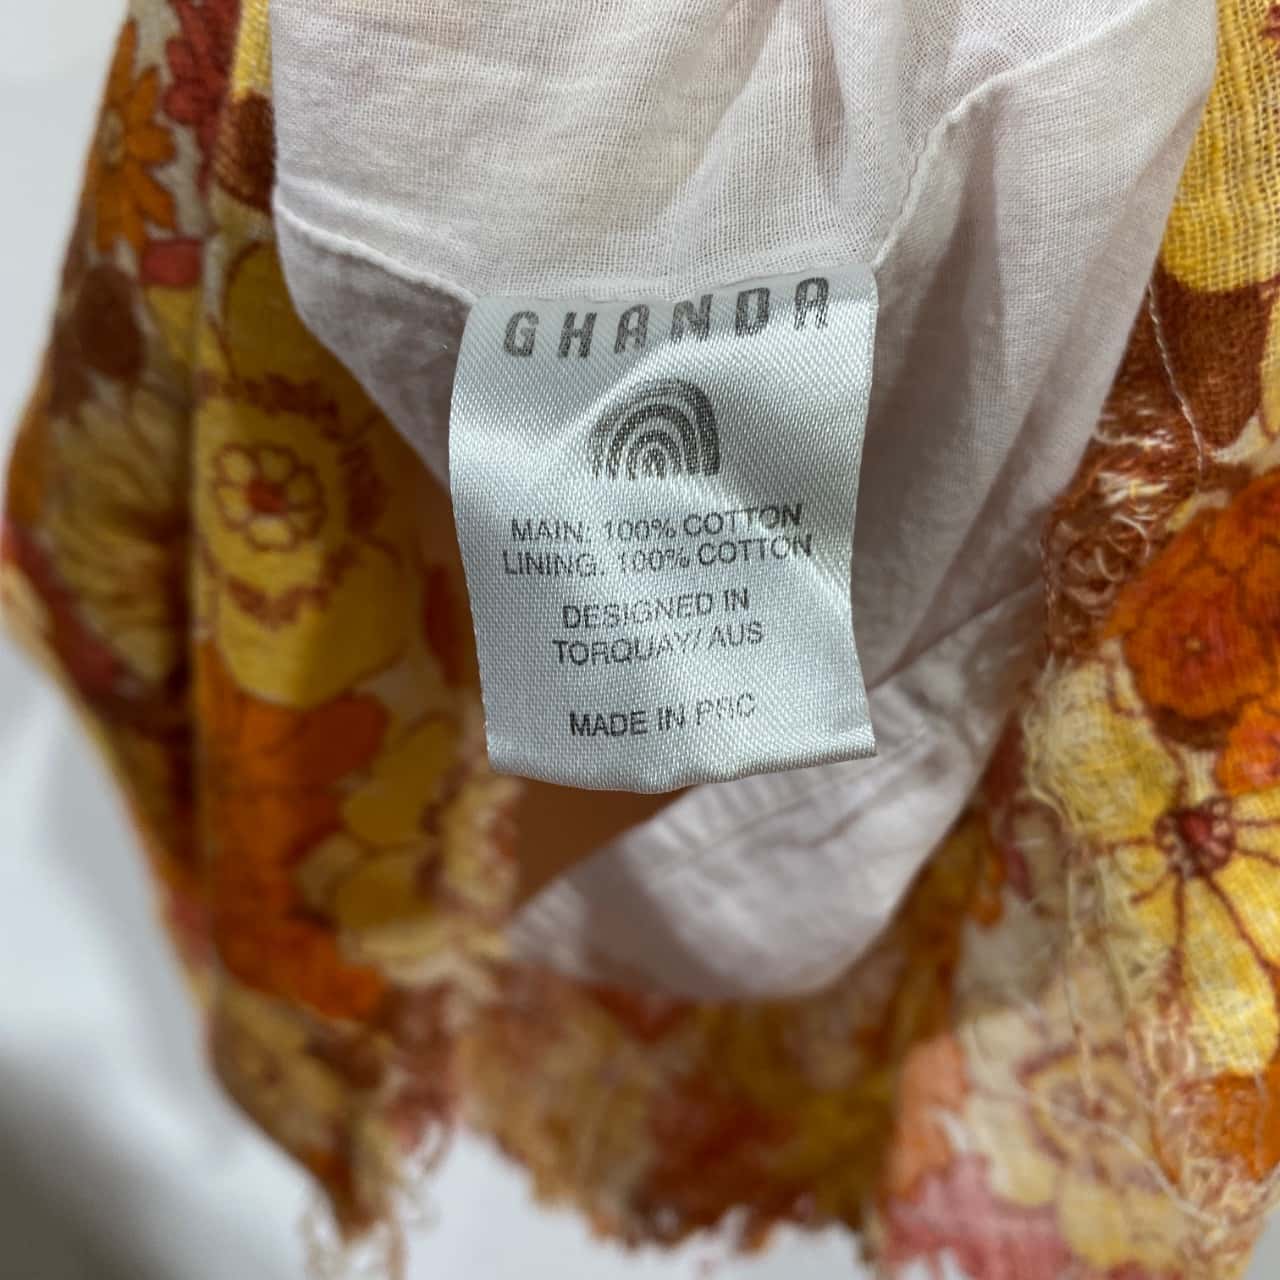 GHANDA
MAIN: 100% COTTON
LINING: 100% COTTON
DESIGNED IN
TORQUAY/ AUS
MADE IN PRC